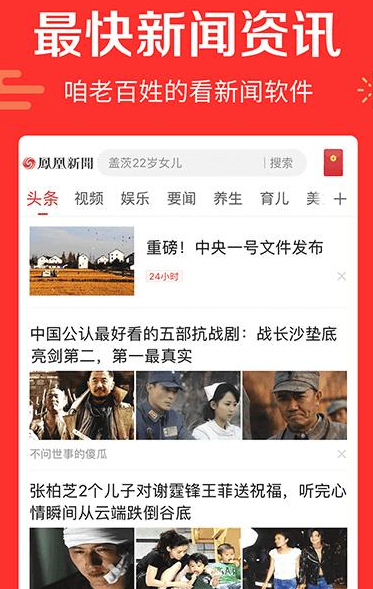 最快新闻资讯
咱老百姓的看新闻软件
鳳凰新聞 盖茨22岁女儿 | 搜索
头条 视频 娱乐 要闻 养生 育儿 美
重磅！中央一号文件发布
24小时
中国公认最好看的五部抗战剧：战长沙垫底
亮剑第二，第一最真实
不问世事的傻瓜
张柏芝2个儿子对谢霆锋王菲送祝福，听完心
情瞬间从云端跌倒谷底